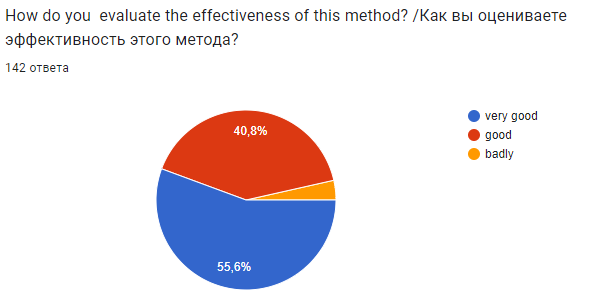 How do you  evaluate the effectiveness of this method? /Как вы оцениваете
эффективность этого метода?
142 ответа
40,8%
55,6%
very good
good
badly